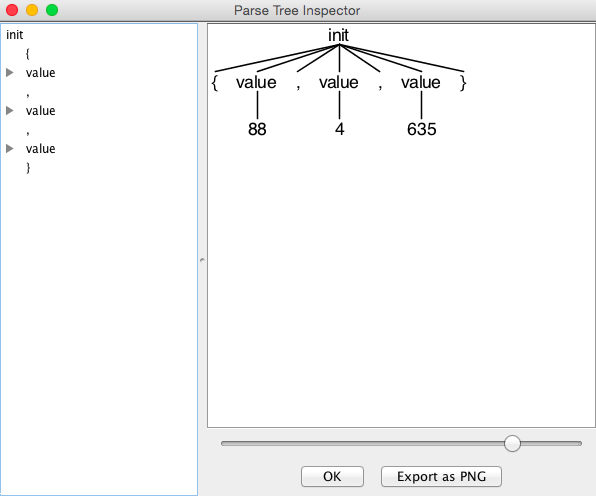 Parse Tree Inspector
init
{
value
,
value
,
value
}
init
{ value , value , value }
88 4 635
OK Export as PNG